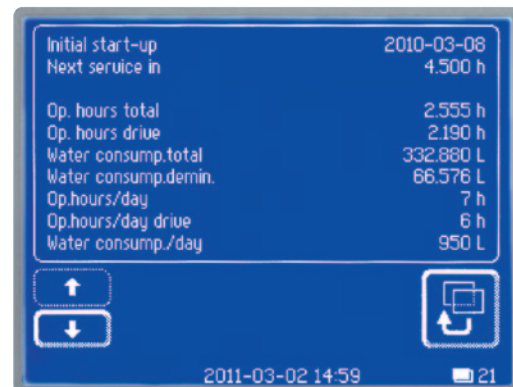 Initial start-up 2010-03-08
Next service in 4.500 h
Op. hours total 2.555 h
Op. hours drive 2.190 h
Water consump.total 332.880 L
Water consump.demin. 66.576 L
Op.hours/day 7 h
Op.hours/day drive 6 h
Water consump./day 950 L
2011-03-02 14:59 21